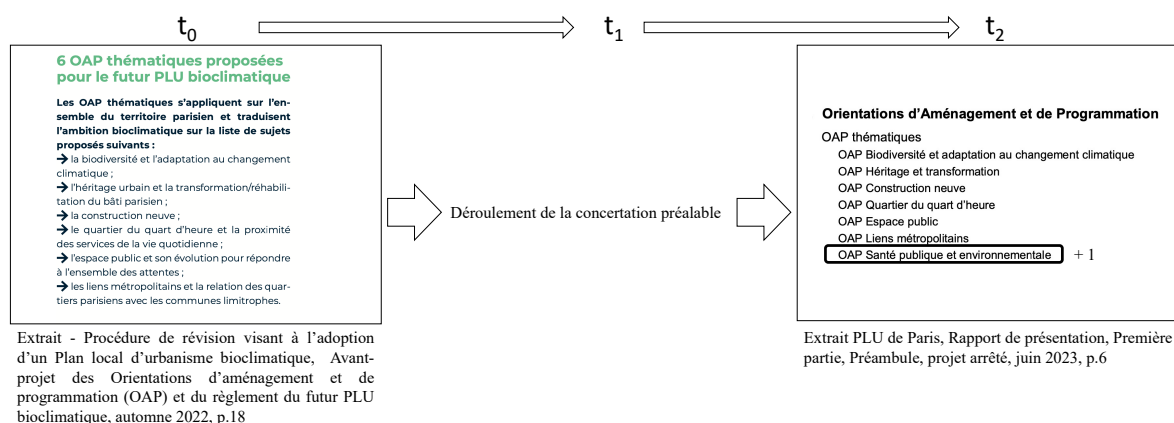 t0
t1
t2
6 OAP thématiques proposées
pour le futur PLU bioclimatique
Les OAP thématiques s'appliquent sur l'en-
semble du territoire parisien et traduisent
l'ambition bioclimatique sur la liste de sujets
proposés suivants :
→ la biodiversité et l'adaptation au changement
climatique ;
→ l'héritage urbain et la transformation/réhabili-
tation du bâti parisien ;
→ la construction neuve ;
→ le quartier du quart d'heure et la proximité
des services de la vie quotidienne ;
→ l'espace public et son évolution pour répondre
à l'ensemble des attentes ;
→ les liens métropolitains et la relation des quar-
tiers parisiens avec les communes limitrophes.
Extrait - Procédure de révision visant à l'adoption
d'un Plan local d'urbanisme bioclimatique, Avant-
projet des Orientations d'aménagement et de
programmation (OAP) et du règlement du futur PLU
bioclimatique, automne 2022, p.18
Déroulement de la concertation préalable
Orientations d'Aménagement et de Programmation
OAP thématiques
OAP Biodiversité et adaptation au changement climatique
OAP Héritage et transformation
OAP Construction neuve
OAP Quartier du quart d'heure
OAP Espace public
OAP Liens métropolitains
OAP Santé publique et environnementale + 1
Extrait PLU de Paris, Rapport de présentation, Première
partie, Préambule, projet arrêté, juin 2023, p.6